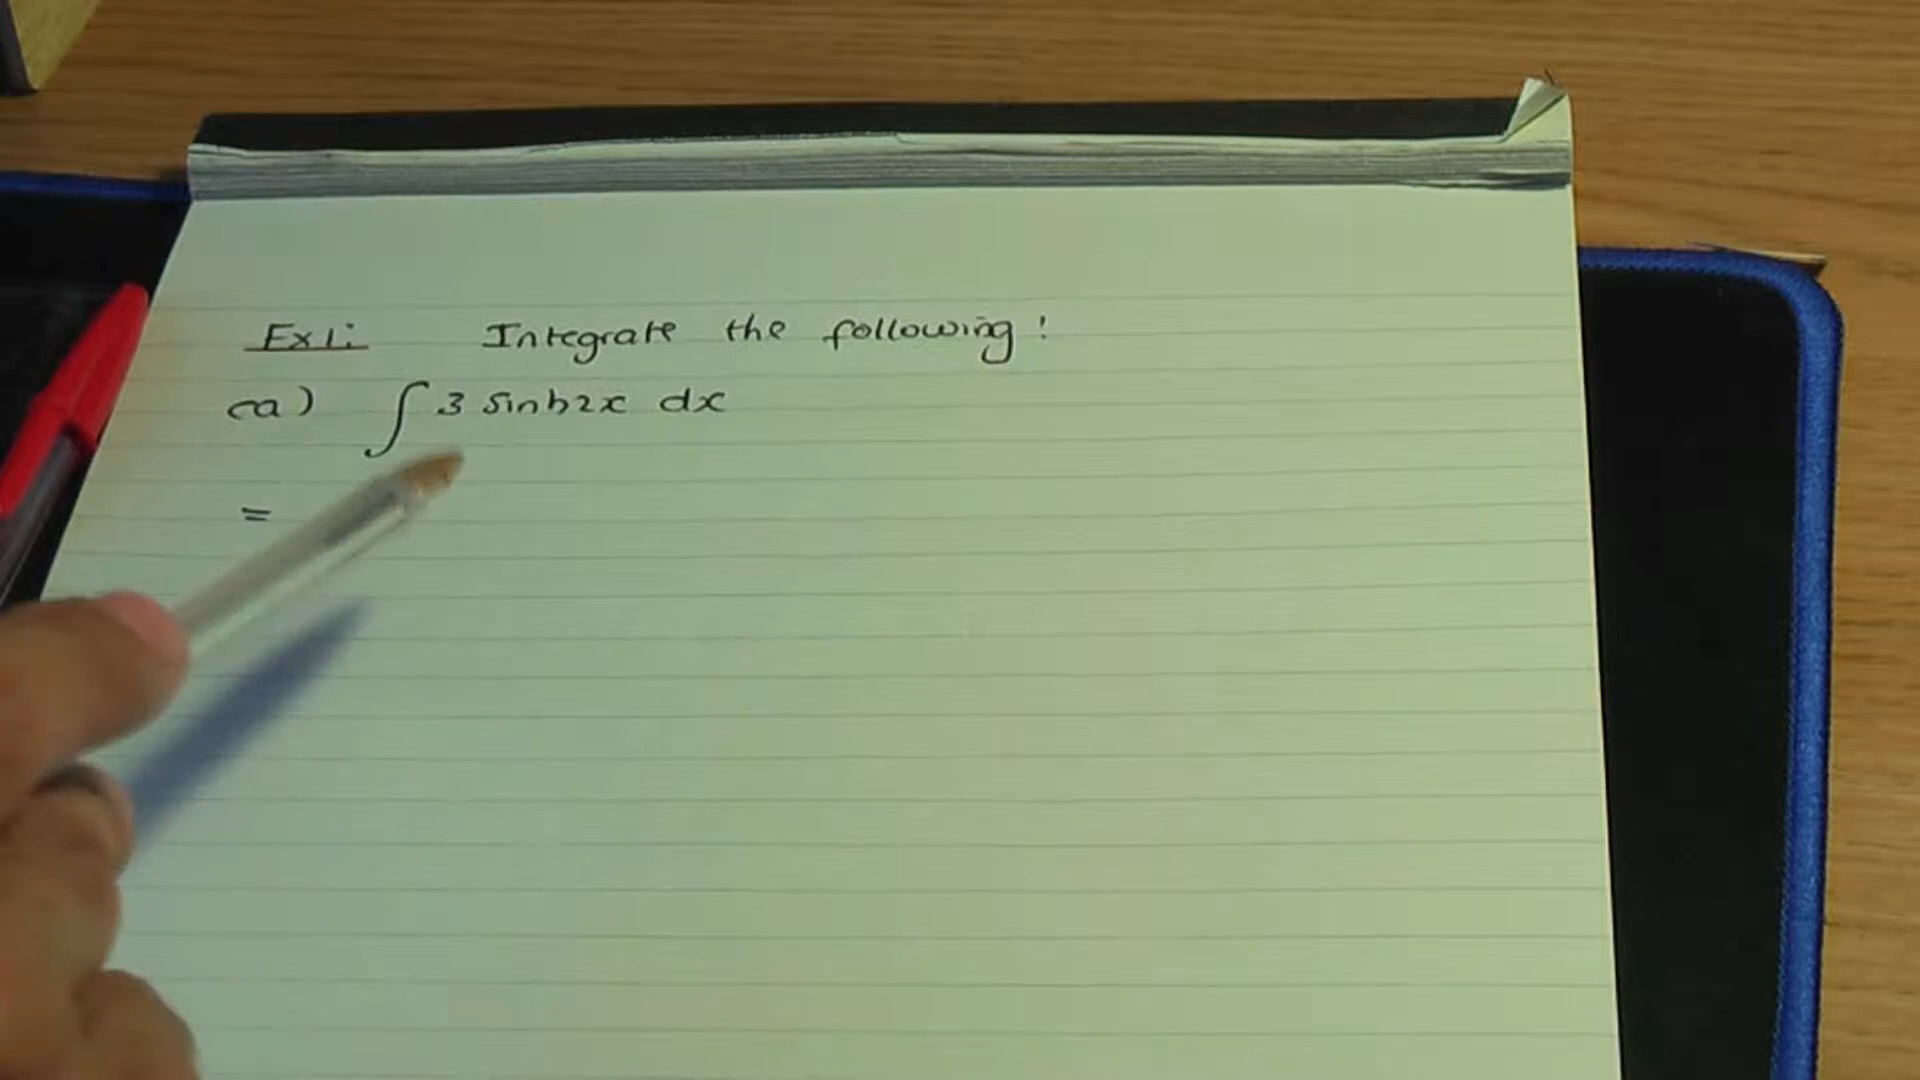 Ex1: Integrate the following:
(a) ∫ 3 sinh2x dx
=